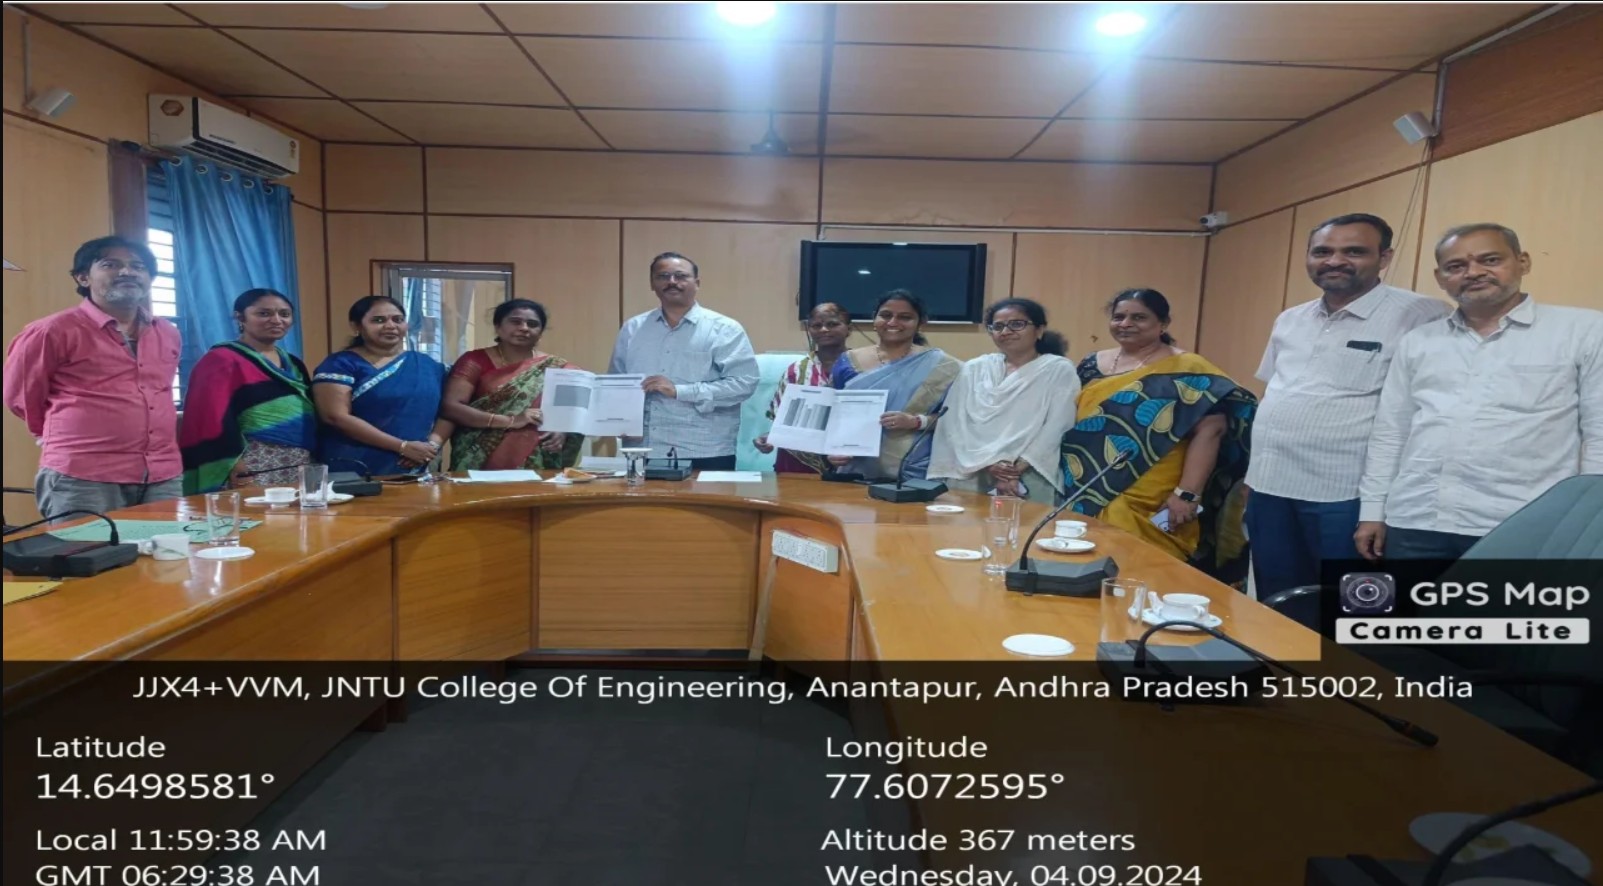 GPS Map
Camera Lite
JJX4+VVM, JNTU College Of Engineering, Anantapur, Andhra Pradesh 515002, India
Latitude
14.6498581°
Longitude
77.6072595°
Local 11:59:38 AM
GMT 06:29:38 AM
Altitude 367 meters
Wednesday, 04.09.2024